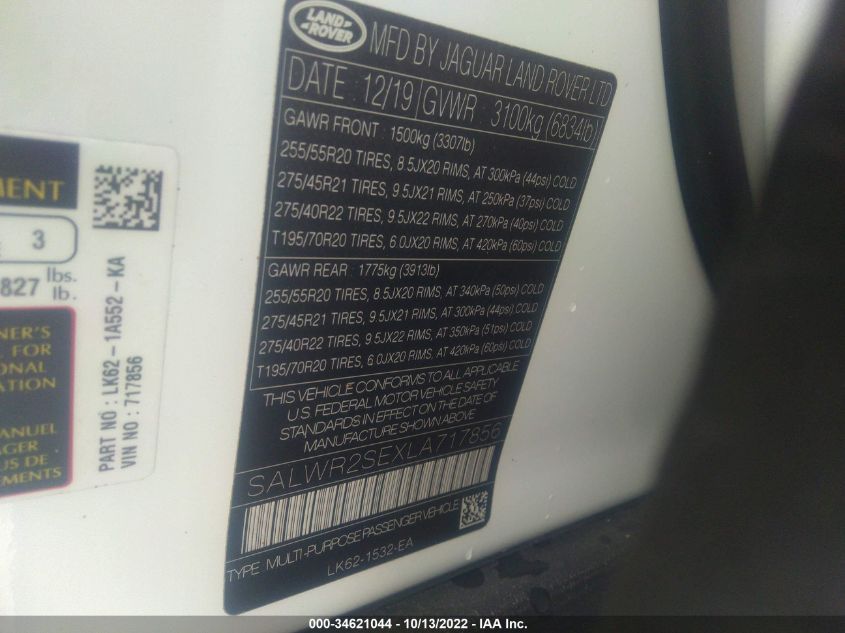 LAND ROVER
MFD BY JAGUAR LAND ROVER LTD
DATE : 12/19 GVWR 3100kg (6834lb)
GAWR FRONT : 1500kg (3307lb)
255/55R20 TIRES, 8.5JX20 RIMS, AT 300kPa (44psi) COLD
275/45R21 TIRES, 9.5JX21 RIMS, AT 250kPa (37psi) COLD
275/40R22 TIRES, 9.5JX22 RIMS, AT 270kPa (40psi) COLD
T195/70R20 TIRES, 6.0JX20 RIMS, AT 420kPa (60psi) COLD
GAWR REAR : 1775kg (3913lb)
255/55R20 TIRES, 8.5JX20 RIMS, AT 340kPa (50psi) COLD
275/45R21 TIRES, 9.5JX21 RIMS, AT 300kPa (44psi) COLD
275/40R22 TIRES, 9.5JX22 RIMS, AT 350kPa (51psi) COLD
T195/70R20 TIRES, 6.0JX20 RIMS, AT 420kPa (60psi) COLD
THIS VEHICLE CONFORMS TO ALL APPLICABLE
U.S. FEDERAL MOTOR VEHICLE SAFETY
STANDARDS IN EFFECT ON THE DATE OF
MANUFACTURE SHOWN ABOVE
SALWR2SEXLA717856
TYPE MULTI-PURPOSE PASSENGER VEHICLE
LK62-1532-EA
3
827 lbs.
lb.
FOR
MANUEL
US DE
PART NO : LK62-1A552-KA
VIN NO : 717856
000-34621044 - 10/13/2022 - IAA Inc.